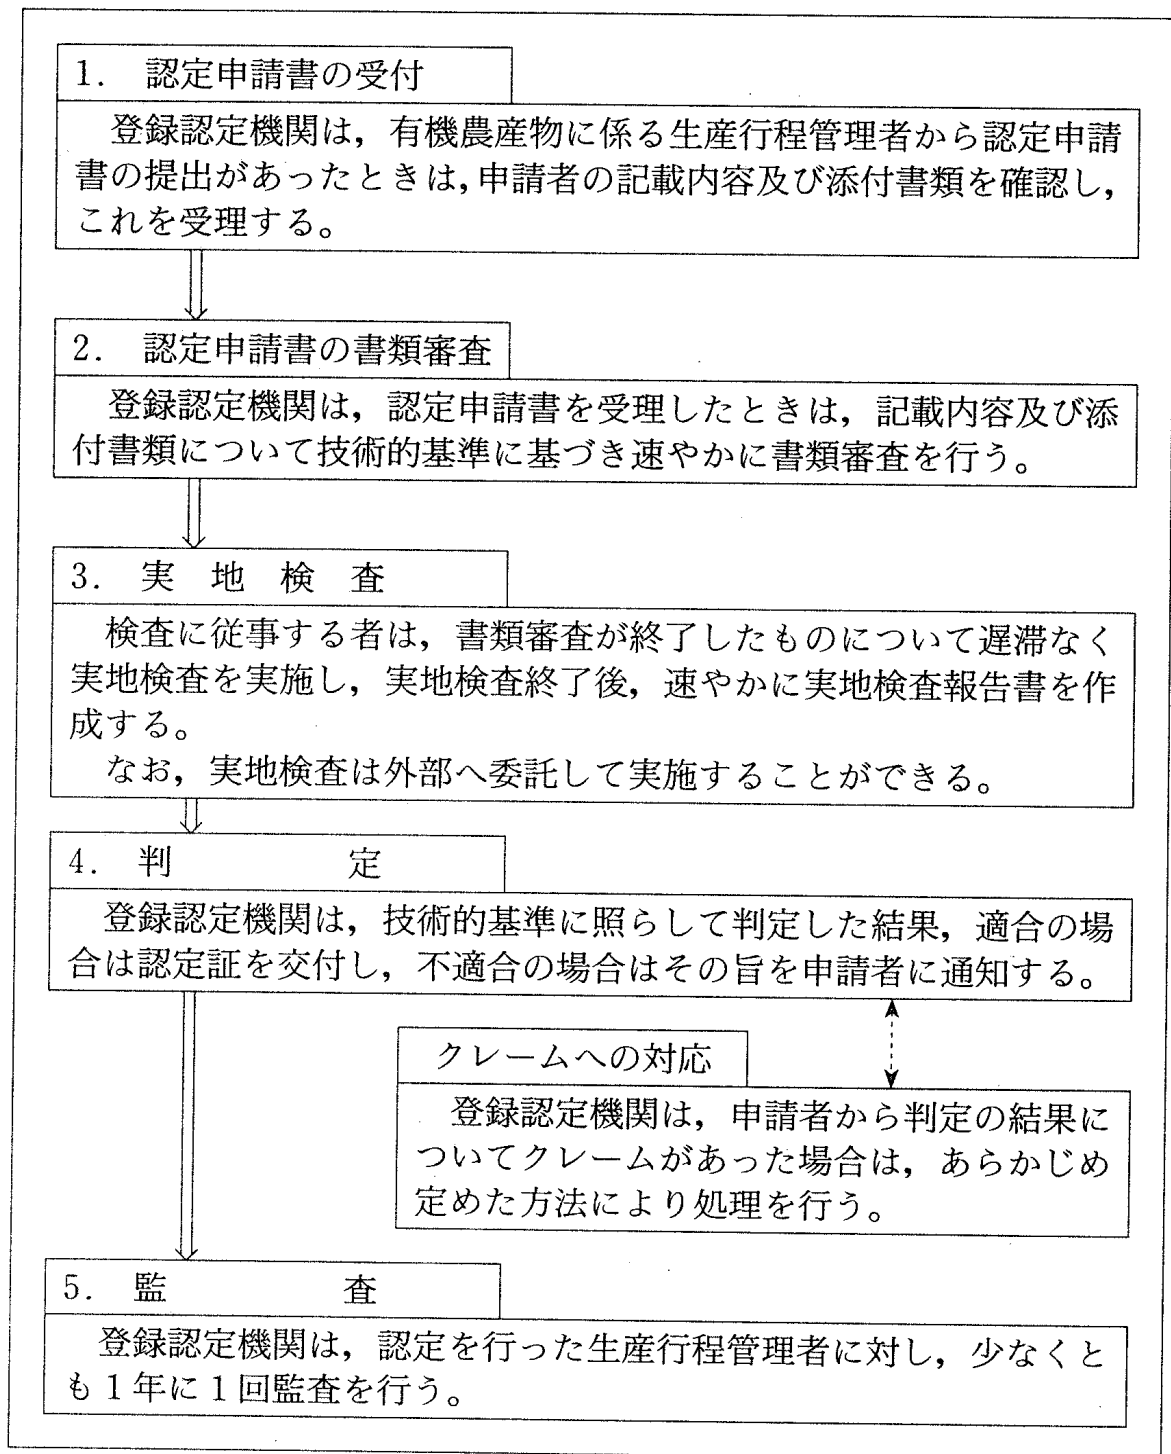 1. 認定申請書の受付
登録認定機関は，有機農産物に係る生産行程管理者から認定申請
書の提出があったときは，申請者の記載内容及び添付書類を確認し，
これを受理する。
2. 認定申請書の書類審査
登録認定機関は，認定申請書を受理したときは，記載内容及び添
付書類について技術的基準に基づき速やかに書類審査を行う。
3. 実地検査
検査に従事する者は，書類審査が終了したものについて遅滞なく
実地検査を実施し，実地検査終了後，速やかに実地検査報告書を作
成する。
なお，実地検査は外部へ委託して実施することができる。
4. 判定
登録認定機関は，技術的基準に照らして判定した結果，適合の場
合は認定証を交付し，不適合の場合はその旨を申請者に通知する。
クレームへの対応
登録認定機関は，申請者から判定の結果に
ついてクレームがあった場合は，あらかじめ
定めた方法により処理を行う。
5. 監査
登録認定機関は，認定を行った生産行程管理者に対し，少なくと
も1年に1回監査を行う。